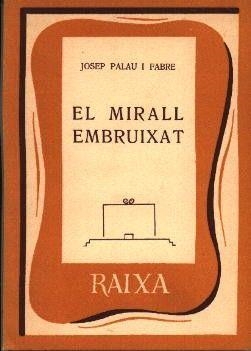 JOSEP PALAU I FABRE
EL MIRALL
EMBRUIXAT
RAIXA